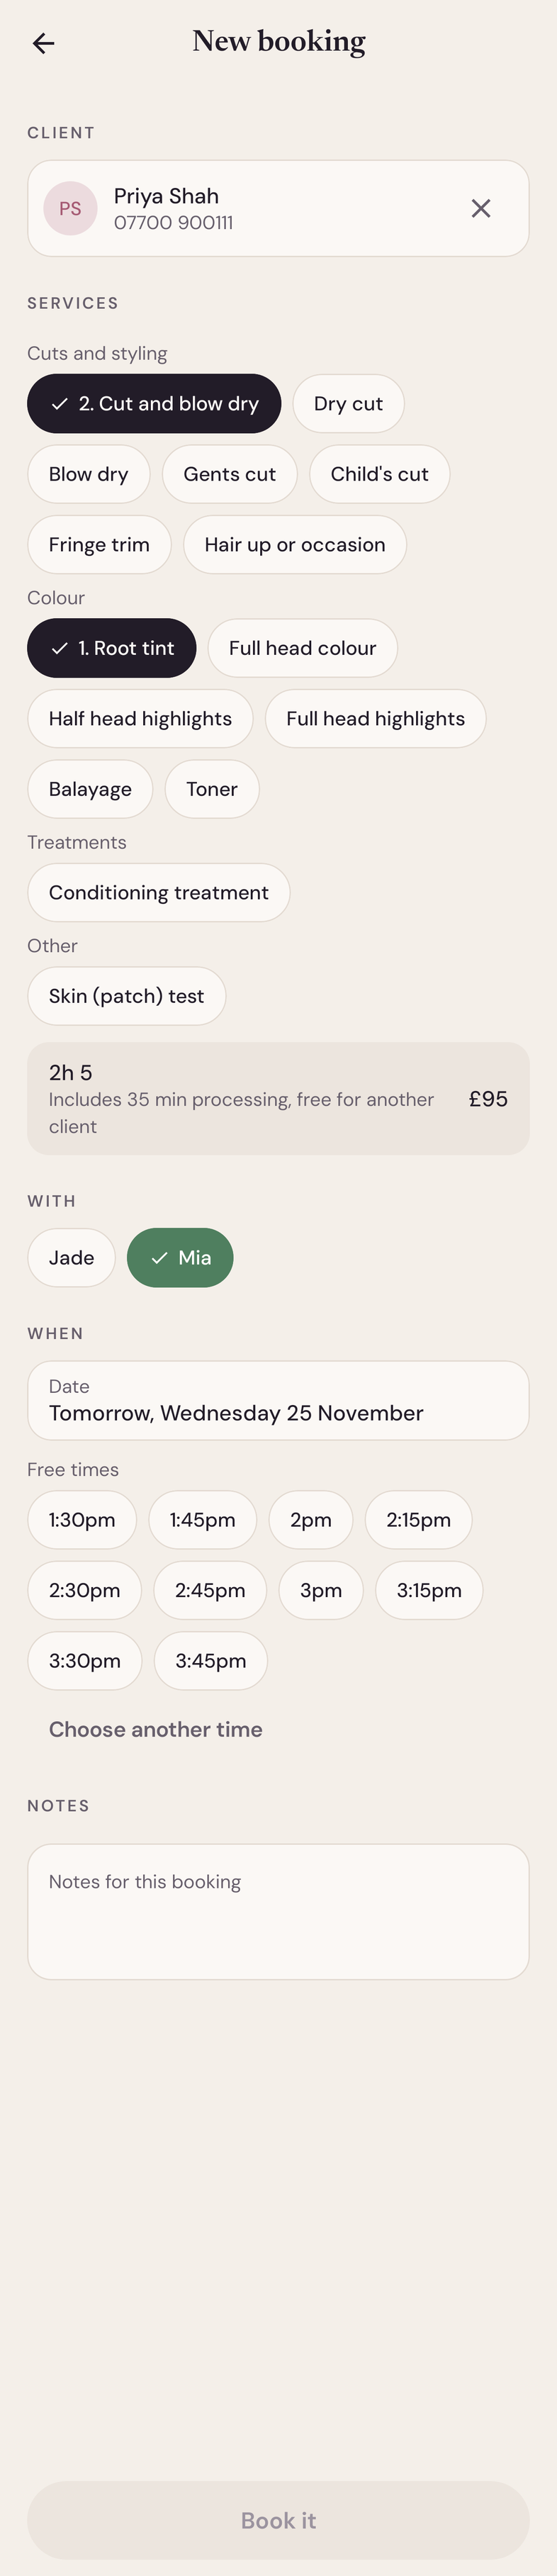 New booking
CLIENT
PS
Priya Shah
07700 900111
SERVICES
Cuts and styling
2. Cut and blow dry
Dry cut
Blow dry
Gents cut
Child's cut
Fringe trim
Hair up or occasion
Colour
1. Root tint
Full head colour
Half head highlights
Full head highlights
Balayage
Toner
Treatments
Conditioning treatment
Other
Skin (patch) test
2h 5
Includes 35 min processing, free for another
client
£95
WITH
Jade
Mia
WHEN
Date
Tomorrow, Wednesday 25 November
Free times
1:30pm
1:45pm
2pm
2:15pm
2:30pm
2:45pm
3pm
3:15pm
3:30pm
3:45pm
Choose another time
NOTES
Notes for this booking
Book it